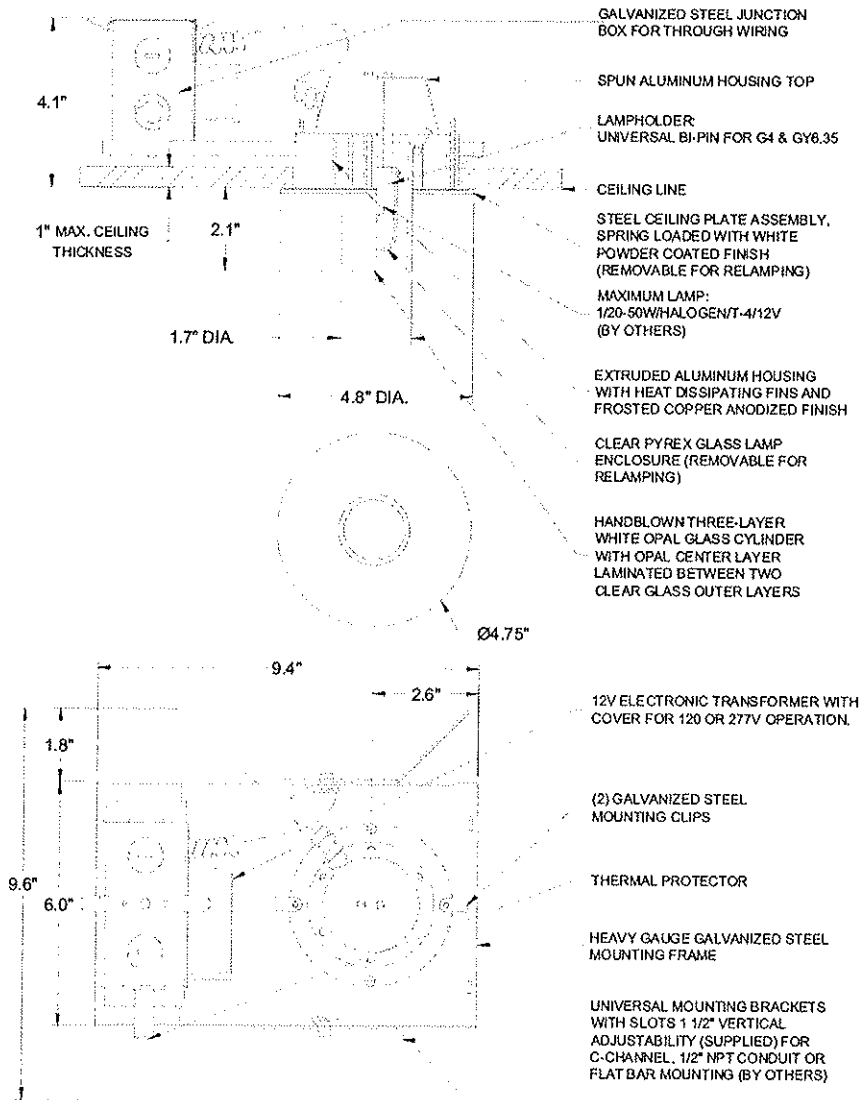 GALVANIZED STEEL JUNCTION
BOX FOR THROUGH WIRING
4.1"
SPUN ALUMINUM HOUSING TOP
LAMPHOLDER:
UNIVERSAL BI-PIN FOR G4 & GY6.35
CEILING LINE
1" MAX. CEILING
THICKNESS
2.1"
STEEL CEILING PLATE ASSEMBLY,
SPRING LOADED WITH WHITE
POWDER COATED FINISH
(REMOVABLE FOR RELAMPING)
MAXIMUM LAMP:
1/20-50W/HALOGEN/T-4/12V
(BY OTHERS)
1.7" DIA.
4.8" DIA.
EXTRUDED ALUMINUM HOUSING
WITH HEAT DISSIPATING FINS AND
FROSTED COPPER ANODIZED FINISH
CLEAR PYREX GLASS LAMP
ENCLOSURE (REMOVABLE FOR
RELAMPING)
HANDBLOWN THREE-LAYER
WHITE OPAL GLASS CYLINDER
WITH OPAL CENTER LAYER
LAMINATED BETWEEN TWO
CLEAR GLASS OUTER LAYERS
Ø4.75"
9.4"
2.6"
12V ELECTRONIC TRANSFORMER WITH
COVER FOR 120 OR 277V OPERATION.
1.8"
(2) GALVANIZED STEEL
MOUNTING CLIPS
9.6"
6.0"
THERMAL PROTECTOR
HEAVY GAUGE GALVANIZED STEEL
MOUNTING FRAME
UNIVERSAL MOUNTING BRACKETS
WITH SLOTS 1 1/2" VERTICAL
ADJUSTABILITY (SUPPLIED) FOR
C-CHANNEL, 1/2" NPT CONDUIT OR
FLAT BAR MOUNTING (BY OTHERS)